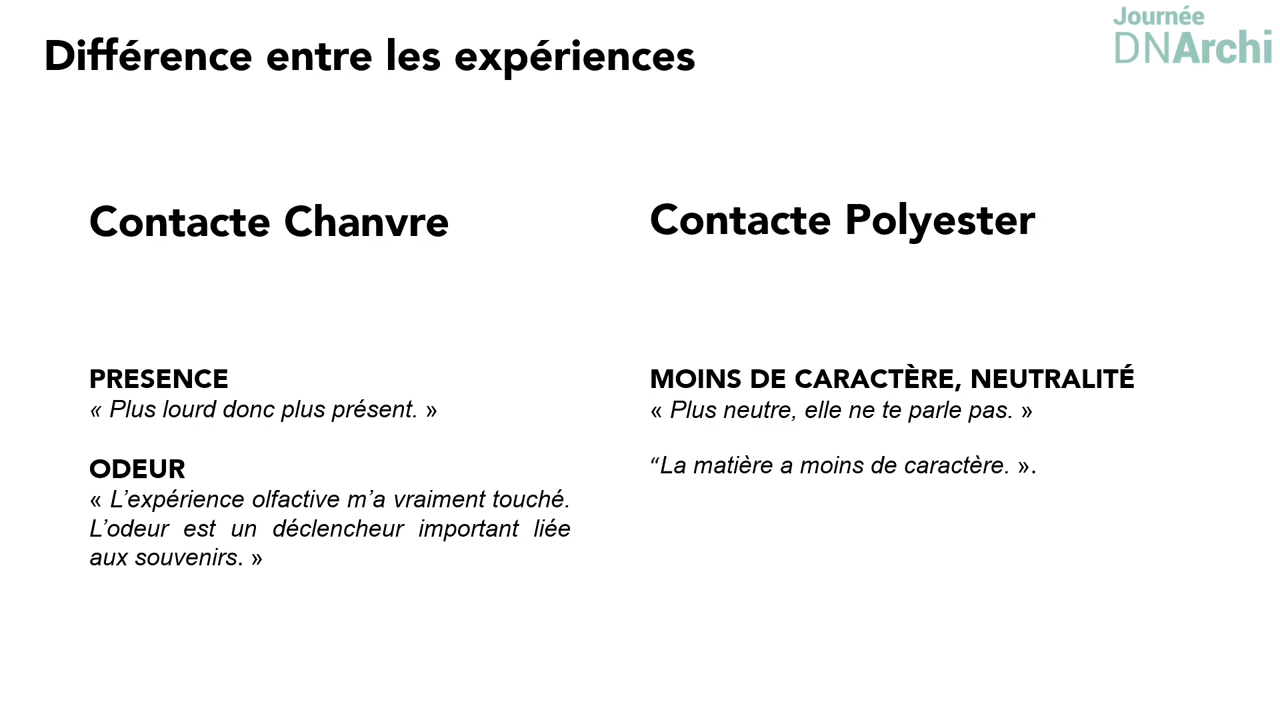 Différence entre les expériences
Journée
DNArchi
Contacte Chanvre
PRESENCE
« Plus lourd donc plus présent. »
ODEUR
« L’expérience olfactive m’a vraiment touché.
L’odeur est un déclencheur important liée
aux souvenirs. »
Contacte Polyester
MOINS DE CARACTÈRE, NEUTRALITÉ
« Plus neutre, elle ne te parle pas. »
“La matière a moins de caractère. ».